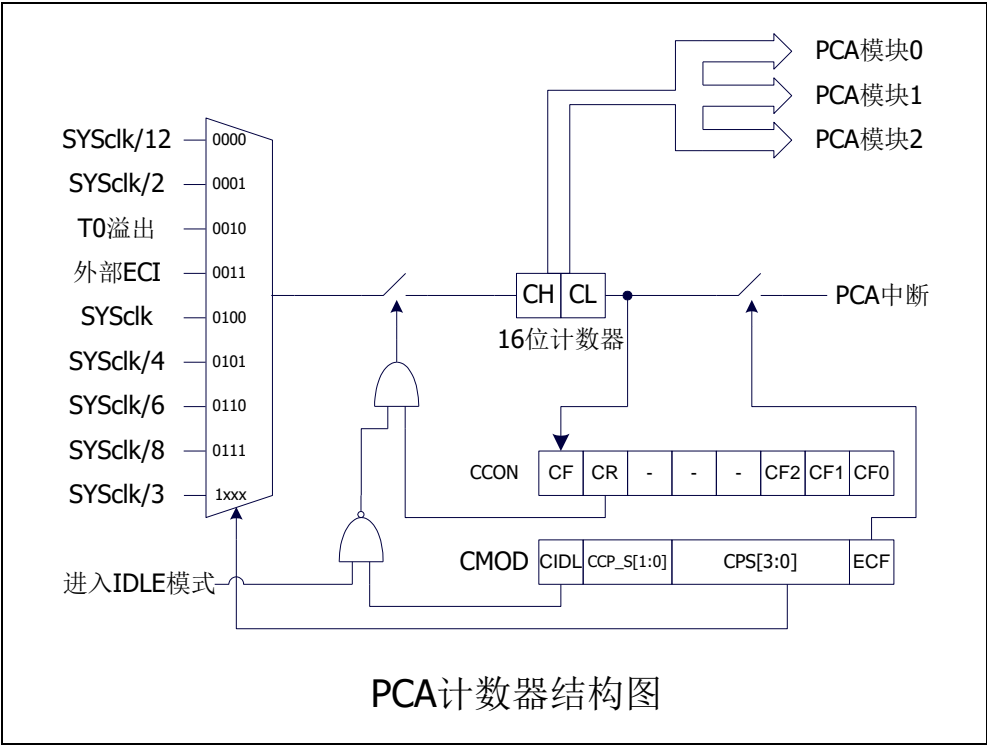 PCA模块0
PCA模块1
PCA模块2
SYSclk/12 0000
SYSclk/2 0001
T0溢出 0010
外部ECI 0011
SYSclk 0100
SYSclk/4 0101
SYSclk/6 0110
SYSclk/8 0111
SYSclk/3 1xxx
CH CL
16位计数器
PCA中断
CCON CF CR - - - CF2 CF1 CF0
CMOD CIDL CCP_S[1:0] CPS[3:0] ECF
进入IDLE模式
PCA计数器结构图